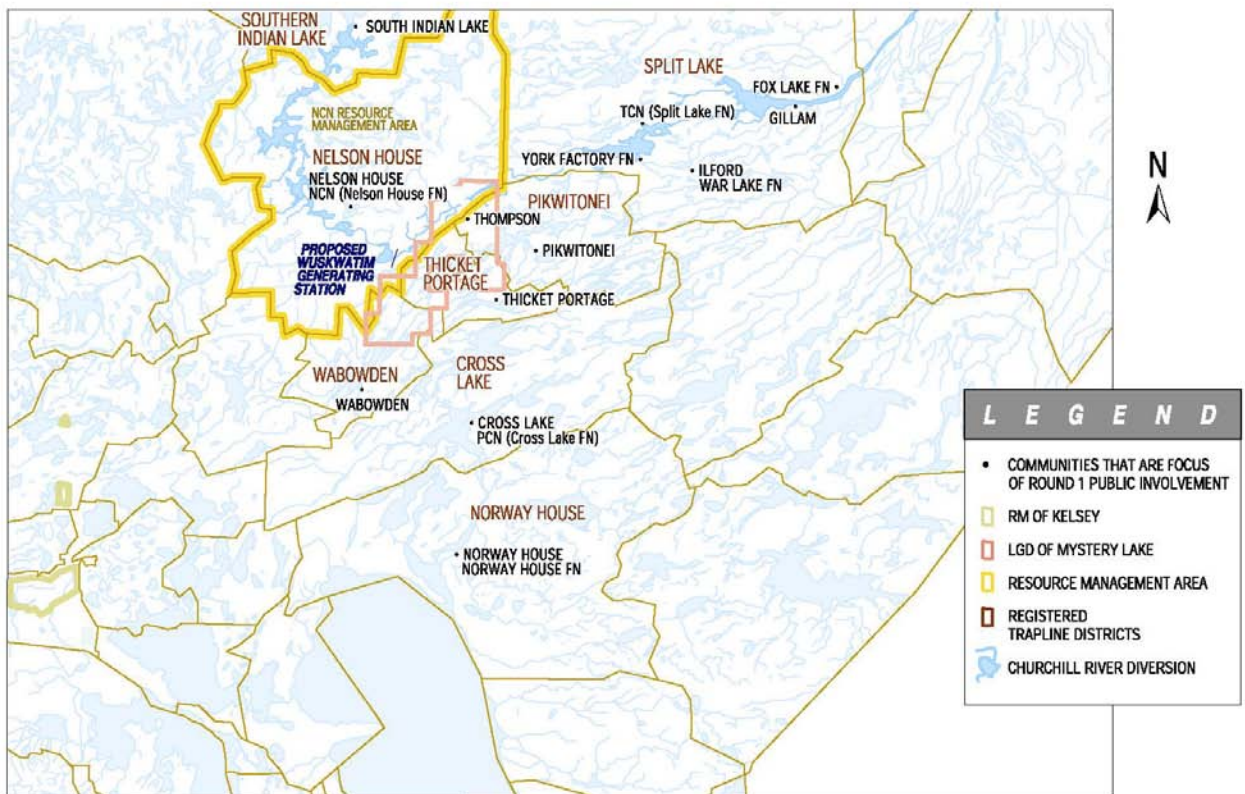 SOUTHERN
INDIAN LAKE
SOUTH INDIAN LAKE
SPLIT LAKE
FOX LAKE FN
GILLAM
TCN (Split Lake FN)
NCN RESOURCE
MANAGEMENT AREA
NELSON HOUSE
NELSON HOUSE
NCN (Nelson House FN)
YORK FACTORY FN
ILFORD
WAR LAKE FN
N
PIKWITONEI
THOMPSON
PIKWITONEI
PROPOSED
WUSKWATIM
GENERATING
STATION
THICKET
PORTAGE
THICKET PORTAGE
WABOWDEN
WABOWDEN
CROSS
LAKE
CROSS LAKE
PCN (Cross Lake FN)
NORWAY HOUSE
NORWAY HOUSE
NORWAY HOUSE FN
LEGEND
COMMUNITIES THAT ARE FOCUS
OF ROUND 1 PUBLIC INVOLVEMENT
RM OF KELSEY
LGD OF MYSTERY LAKE
RESOURCE MANAGEMENT AREA
REGISTERED
TRAPLINE DISTRICTS
CHURCHILL RIVER DIVERSION